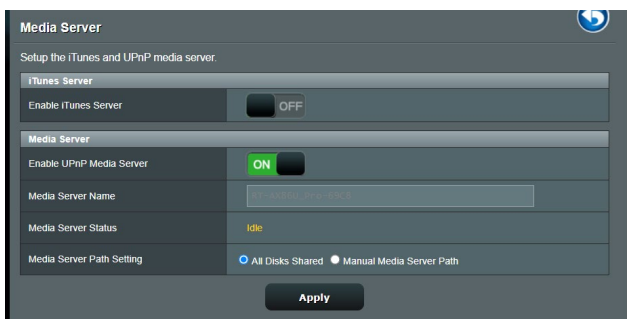 Media Server
Setup the iTunes and UPnP media server.
iTunes Server
Enable iTunes Server OFF
Media Server
Enable UPnP Media Server ON
Media Server Name
Media Server Status Idle
Media Server Path Setting All Disks Shared Manual Media Server Path
Apply